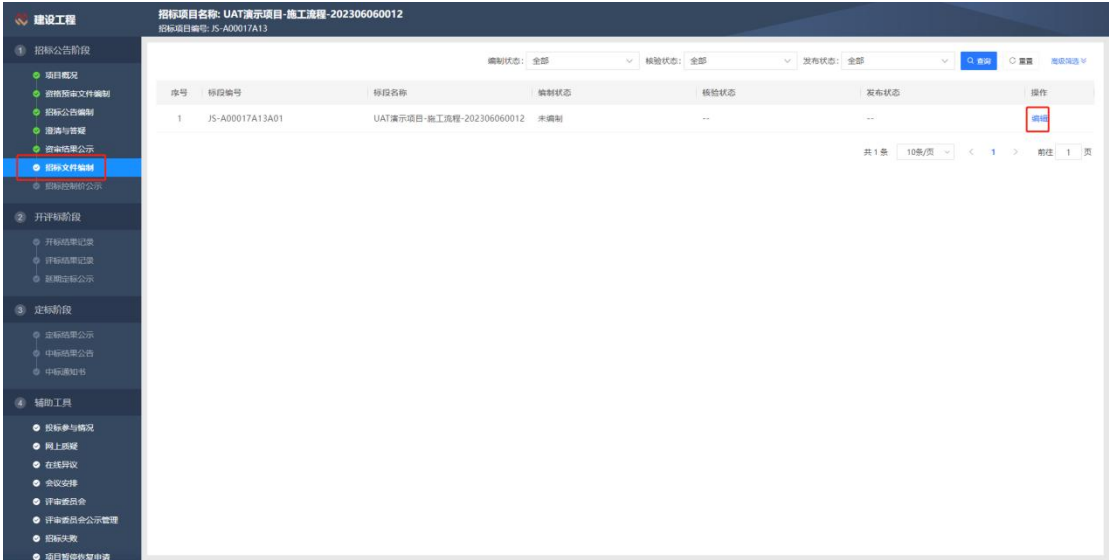 建设工程
招标项目名称: UAT演示项目-施工流程-202306060012
招标项目编号: JS-A00017A13
1 招标公告阶段
项目概况
资格预审文件编制
招标公告编制
澄清与答疑
资审结果公示
招标文件编制
招标控制价公示
2 开评标阶段
开标结果记录
评标结果记录
延期定标公示
3 定标阶段
定标结果公示
中标结果公告
中标通知书
4 辅助工具
投标参与情况
网上质疑
在线异议
会议安排
评审委员会
评审委员会公示管理
招标失败
项目暂停恢复申请
编制状态: 全部 核验状态: 全部 发布状态: 全部 查询 重置 高级筛选
序号 标段编号 标段名称 编制状态 核验状态 发布状态 操作
1 JS-A00017A13A01 UAT演示项目-施工流程-202306060012 未编制 -- -- 编辑
共 1 条 10条/页 < 1 > 前往 1 页